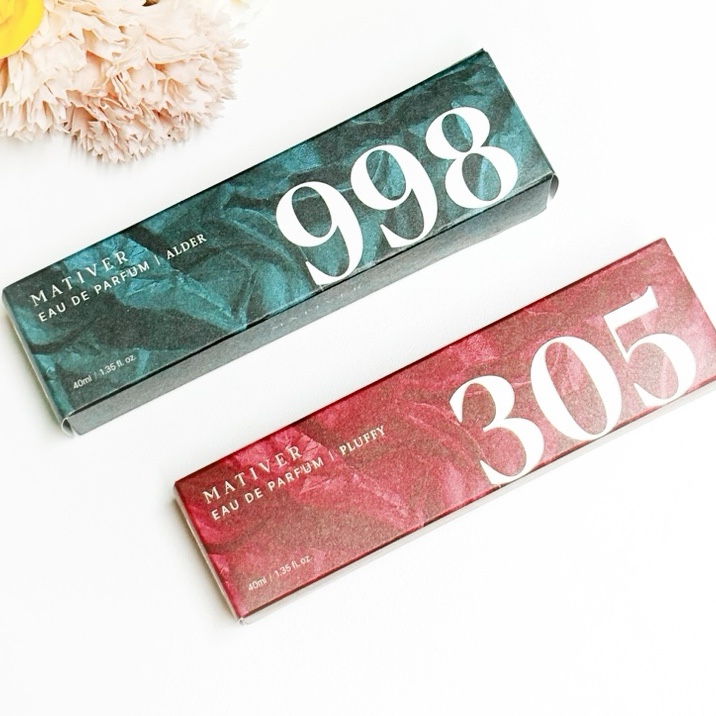 998
MATIVER
EAU DE PARFUM | ALDER
40ml / 1.35 fl. oz.
305
MATIVER
EAU DE PARFUM | PLUFFY
40ml / 1.35 fl. oz.